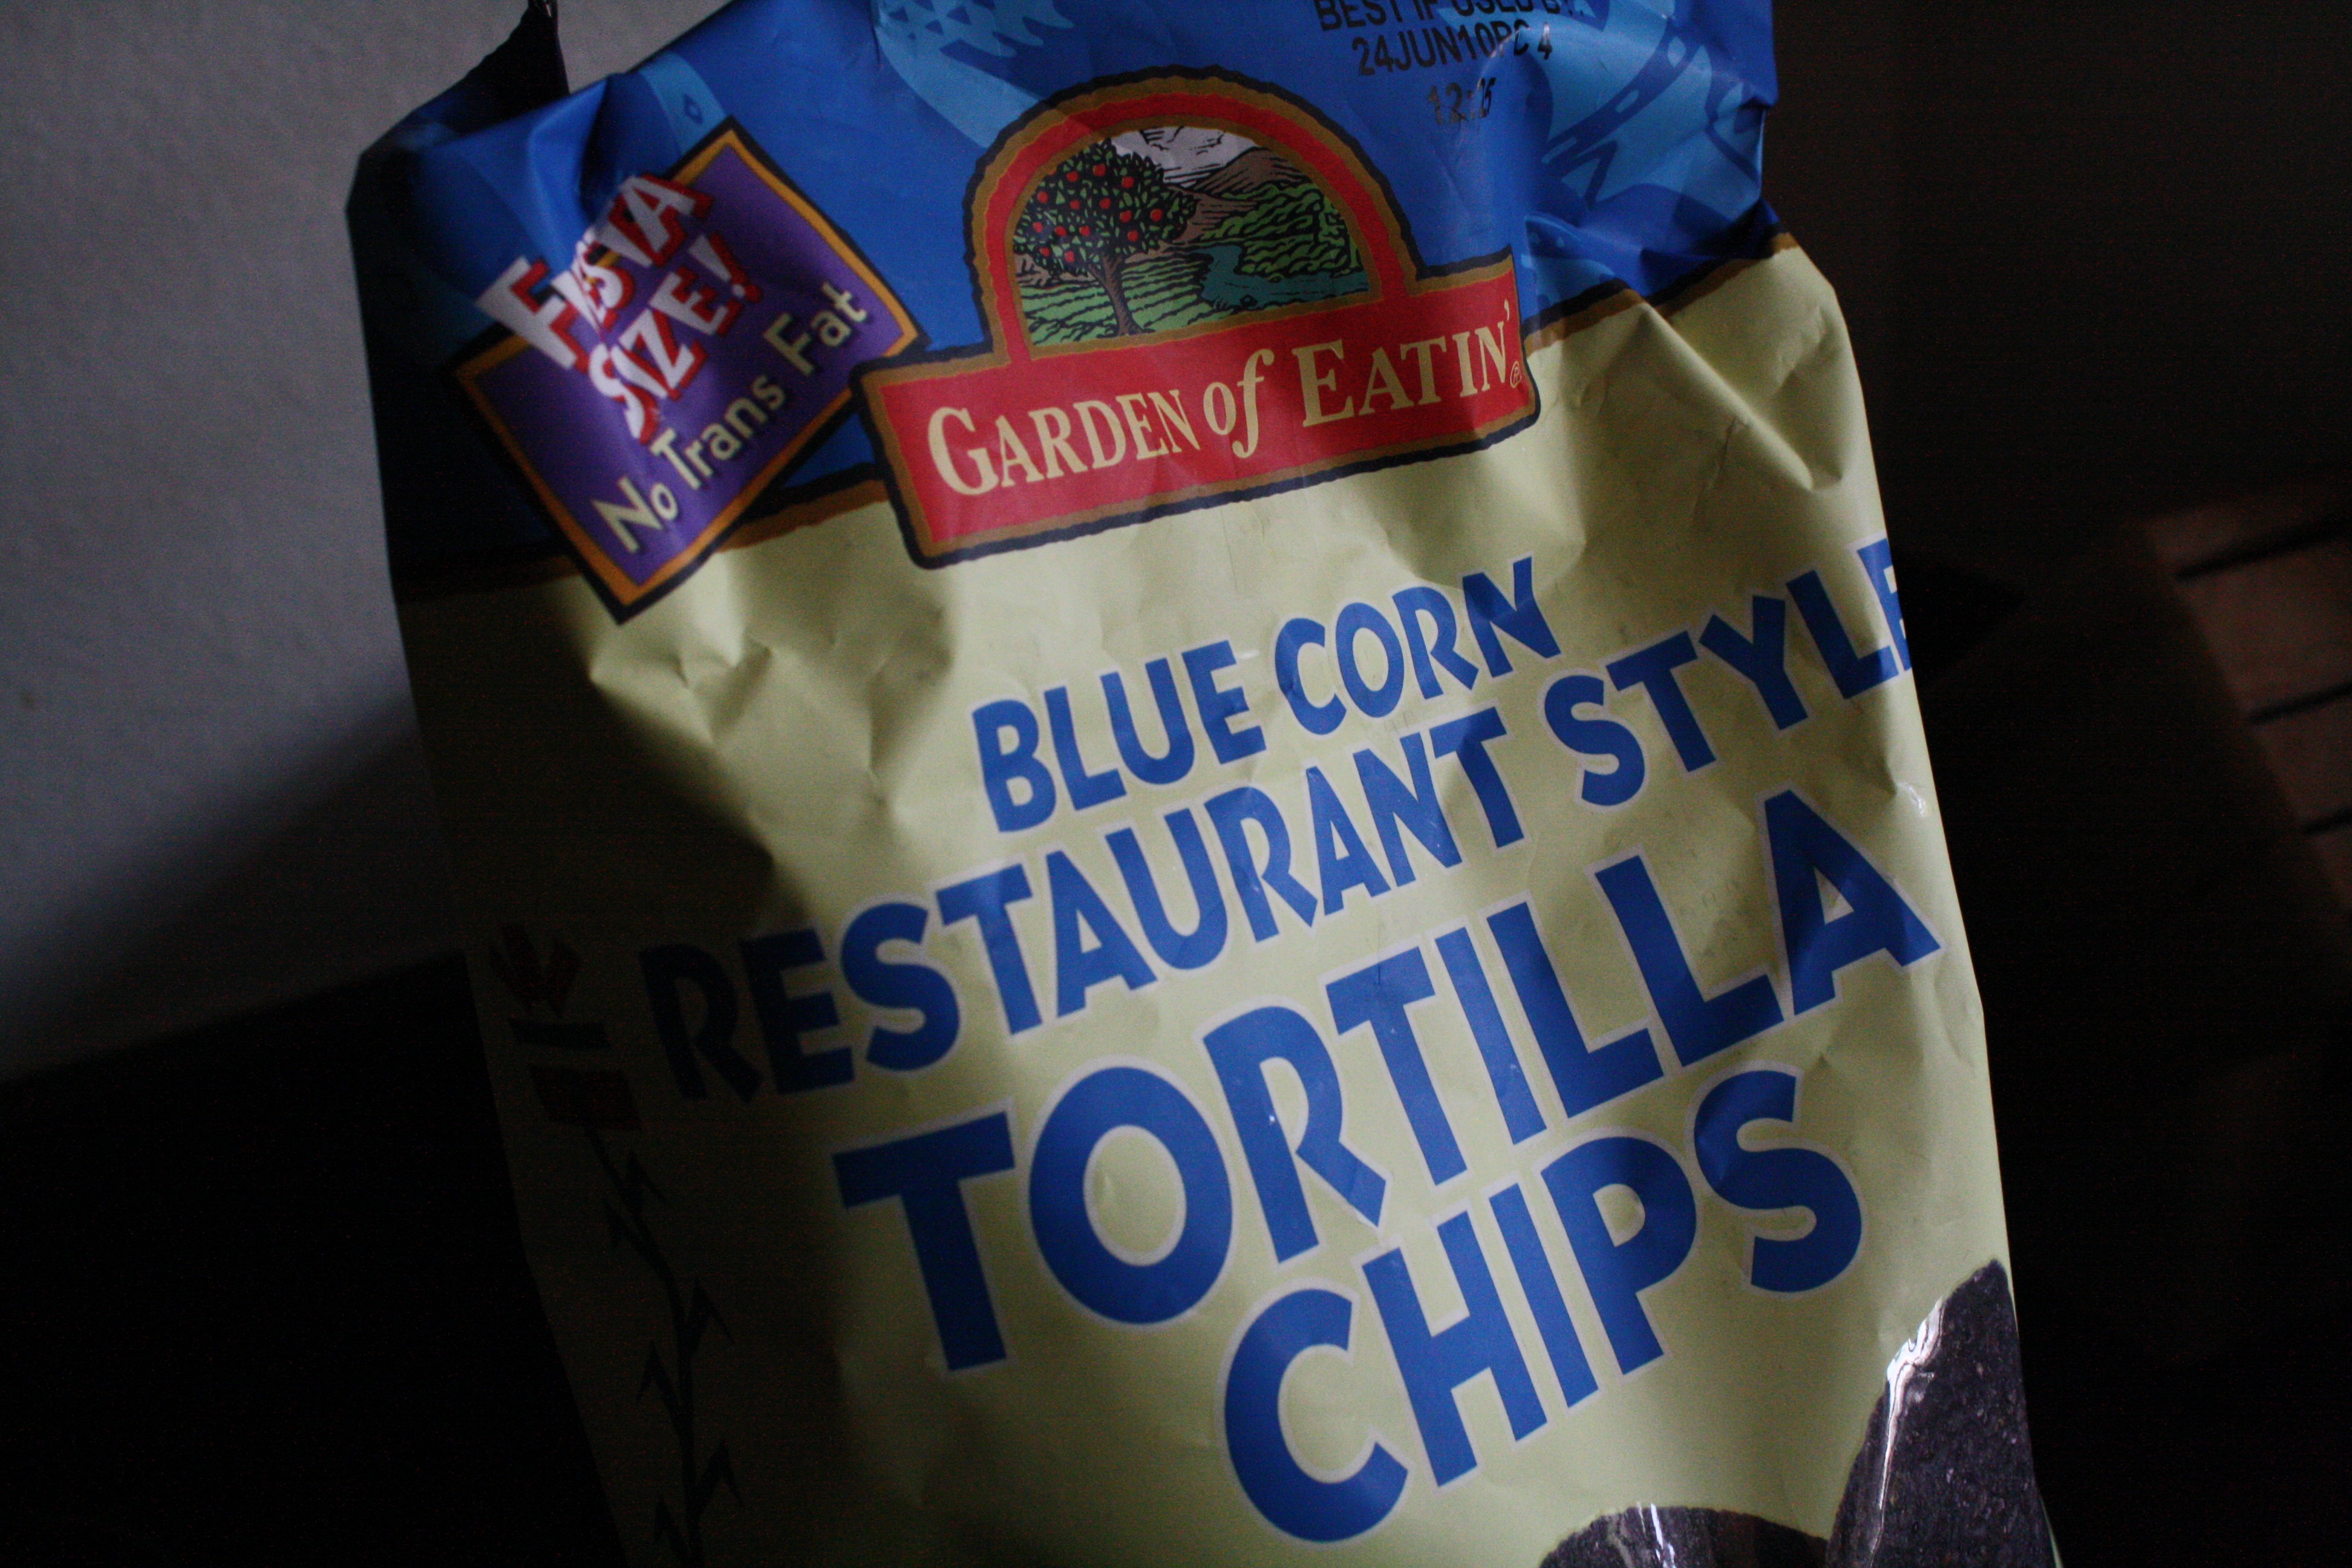 BEST IF USED BY
24JUN10PC 4
FIESTA
SIZE!
No Trans Fat
GARDEN of EATIN'®
BLUE CORN
RESTAURANT STYLE
TORTILLA
CHIPS